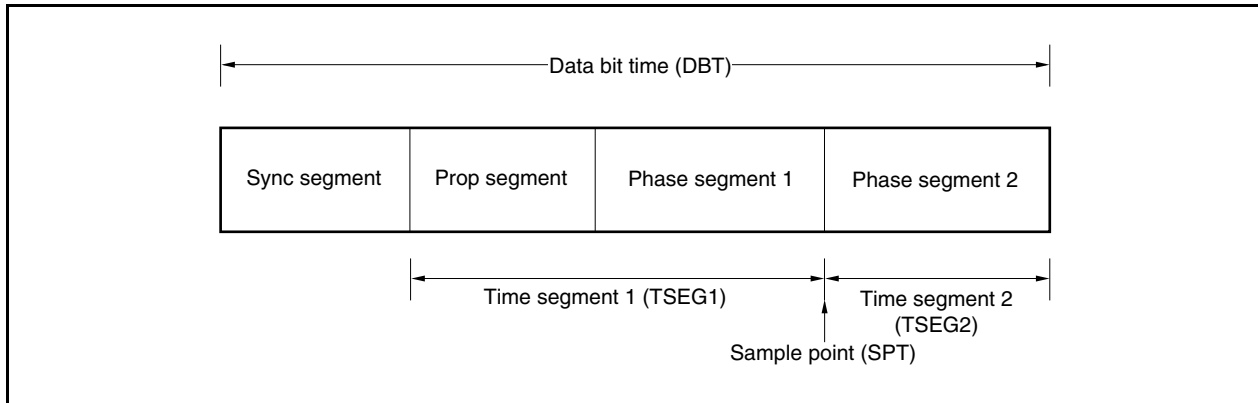 Data bit time (DBT)
Sync segment
Prop segment
Phase segment 1
Phase segment 2
Time segment 1 (TSEG1)
Time segment 2
(TSEG2)
Sample point (SPT)